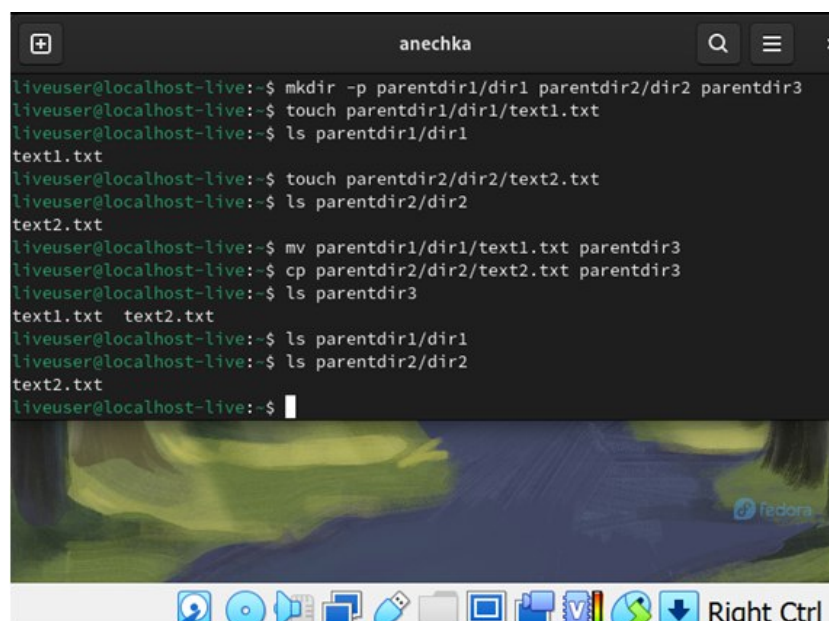 anechka
liveuser@localhost-live:~$ mkdir -p parentdir1/dir1 parentdir2/dir2 parentdir3
liveuser@localhost-live:~$ touch parentdir1/dir1/text1.txt
liveuser@localhost-live:~$ ls parentdir1/dir1
text1.txt
liveuser@localhost-live:~$ touch parentdir2/dir2/text2.txt
liveuser@localhost-live:~$ ls parentdir2/dir2
text2.txt
liveuser@localhost-live:~$ mv parentdir1/dir1/text1.txt parentdir3
liveuser@localhost-live:~$ cp parentdir2/dir2/text2.txt parentdir3
liveuser@localhost-live:~$ ls parentdir3
text1.txt  text2.txt
liveuser@localhost-live:~$ ls parentdir1/dir1
liveuser@localhost-live:~$ ls parentdir2/dir2
text2.txt
liveuser@localhost-live:~$
fedora
Right Ctrl